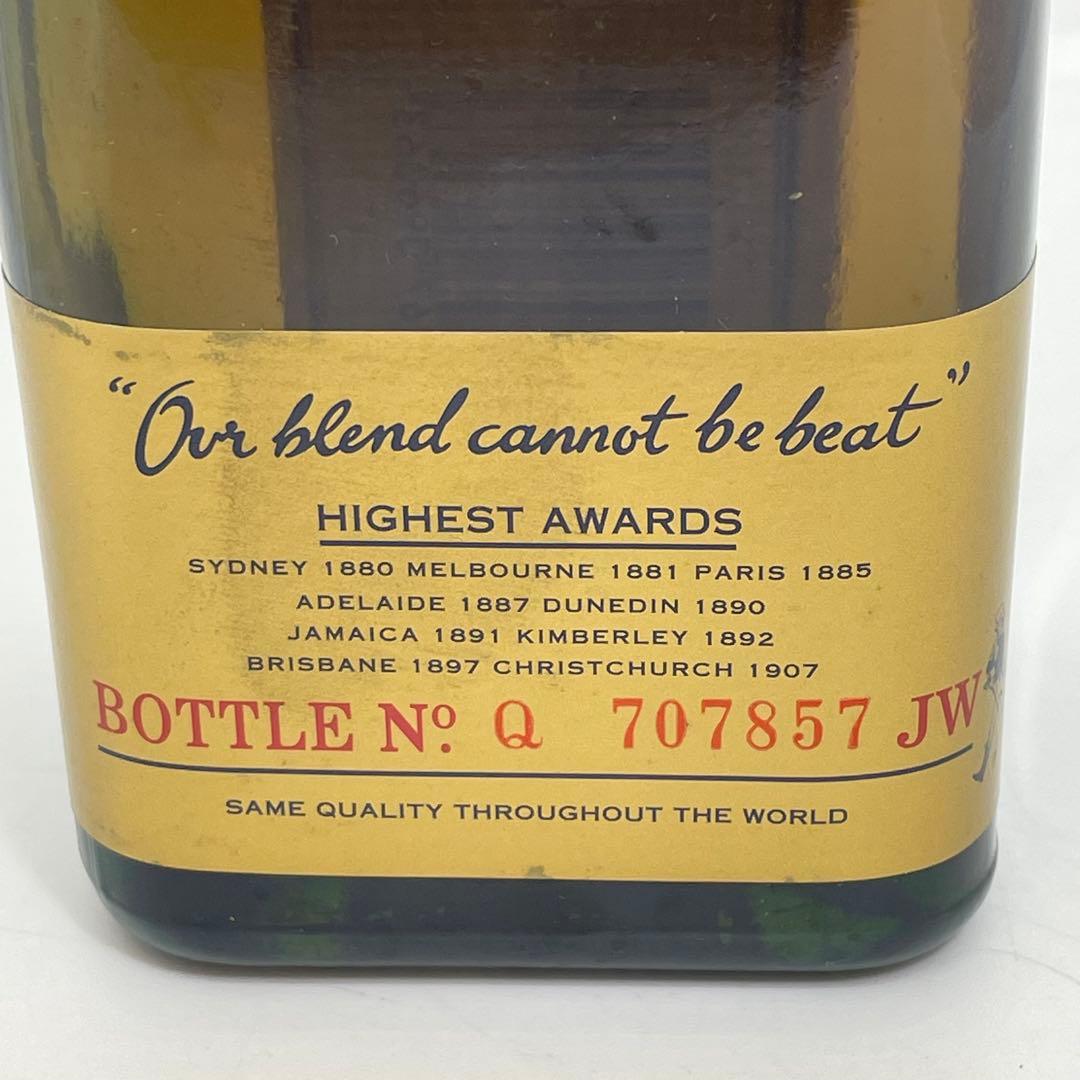 "Our blend cannot be beat"
HIGHEST AWARDS
SYDNEY 1880 MELBOURNE 1881 PARIS 1885
ADELAIDE 1887 DUNEDIN 1890
JAMAICA 1891 KIMBERLEY 1892
BRISBANE 1897 CHRISTCHURCH 1907
BOTTLE Nº. Q 707857 JW
SAME QUALITY THROUGHOUT THE WORLD